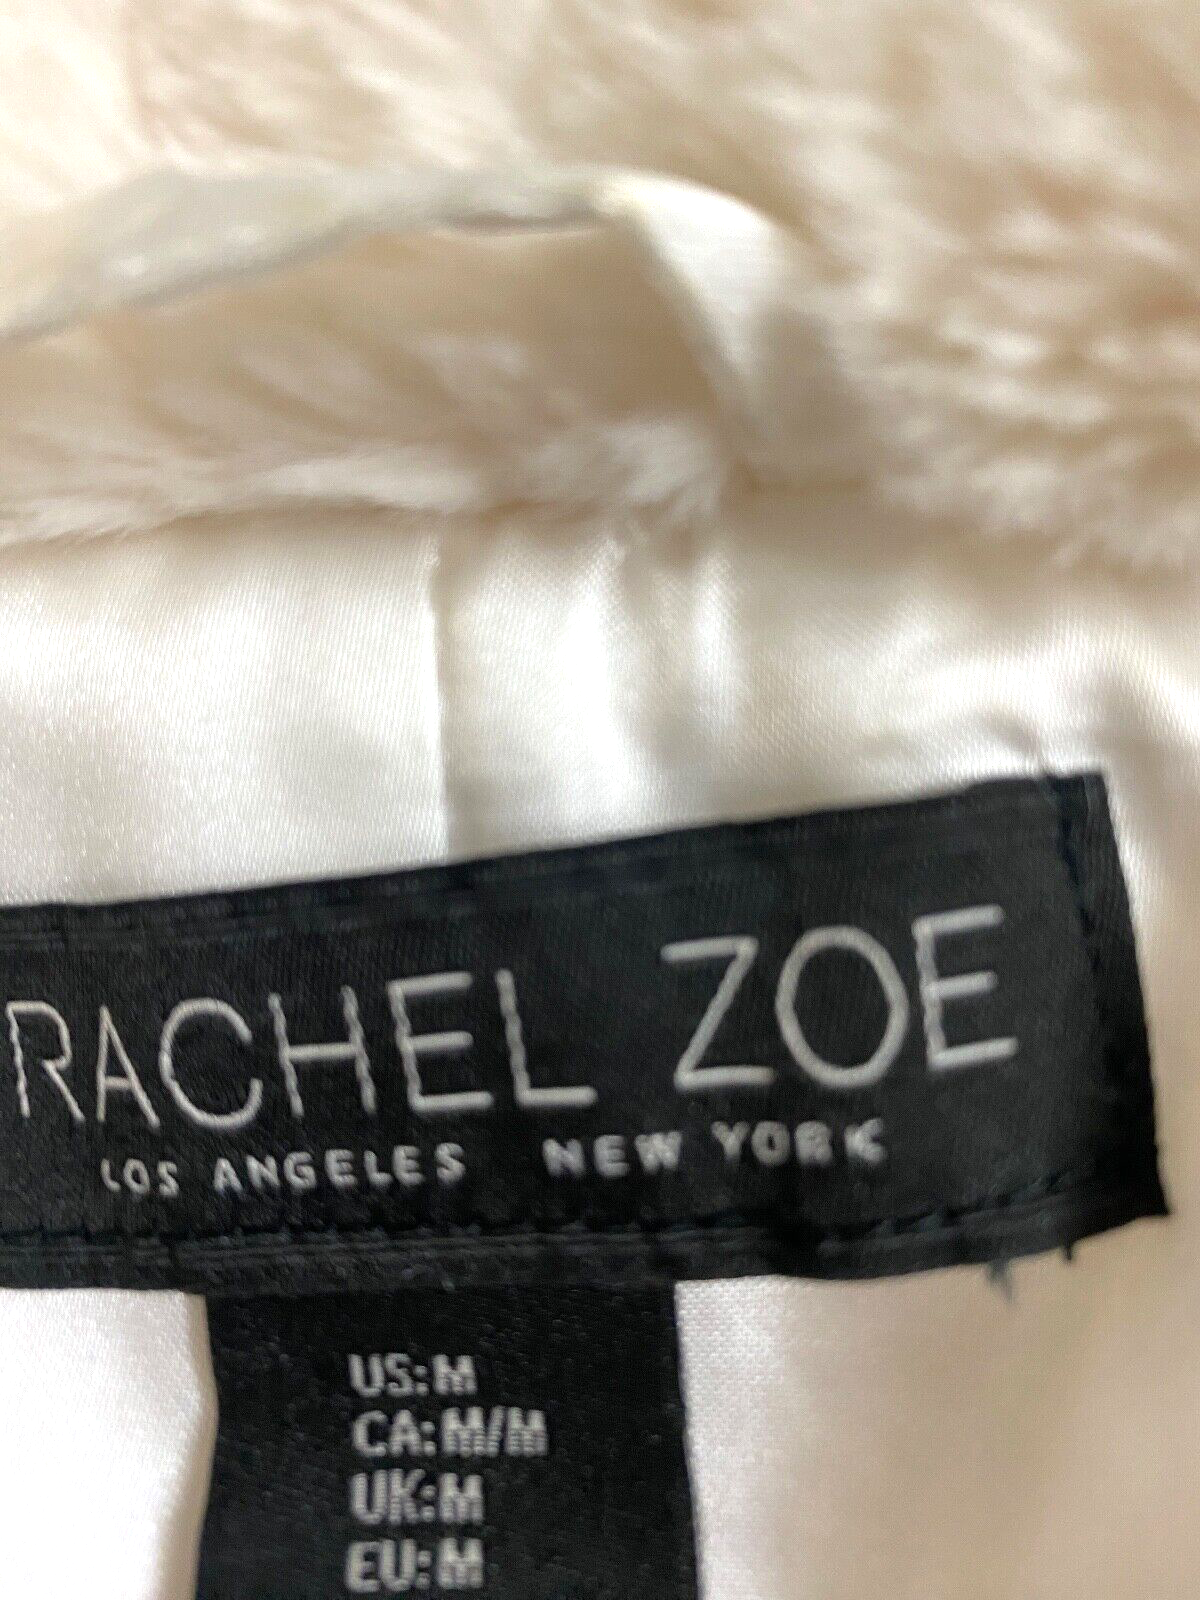 RACHEL ZOE
LOS ANGELES NEW YORK
US:M
CA:M/M
UK:M
EU:M